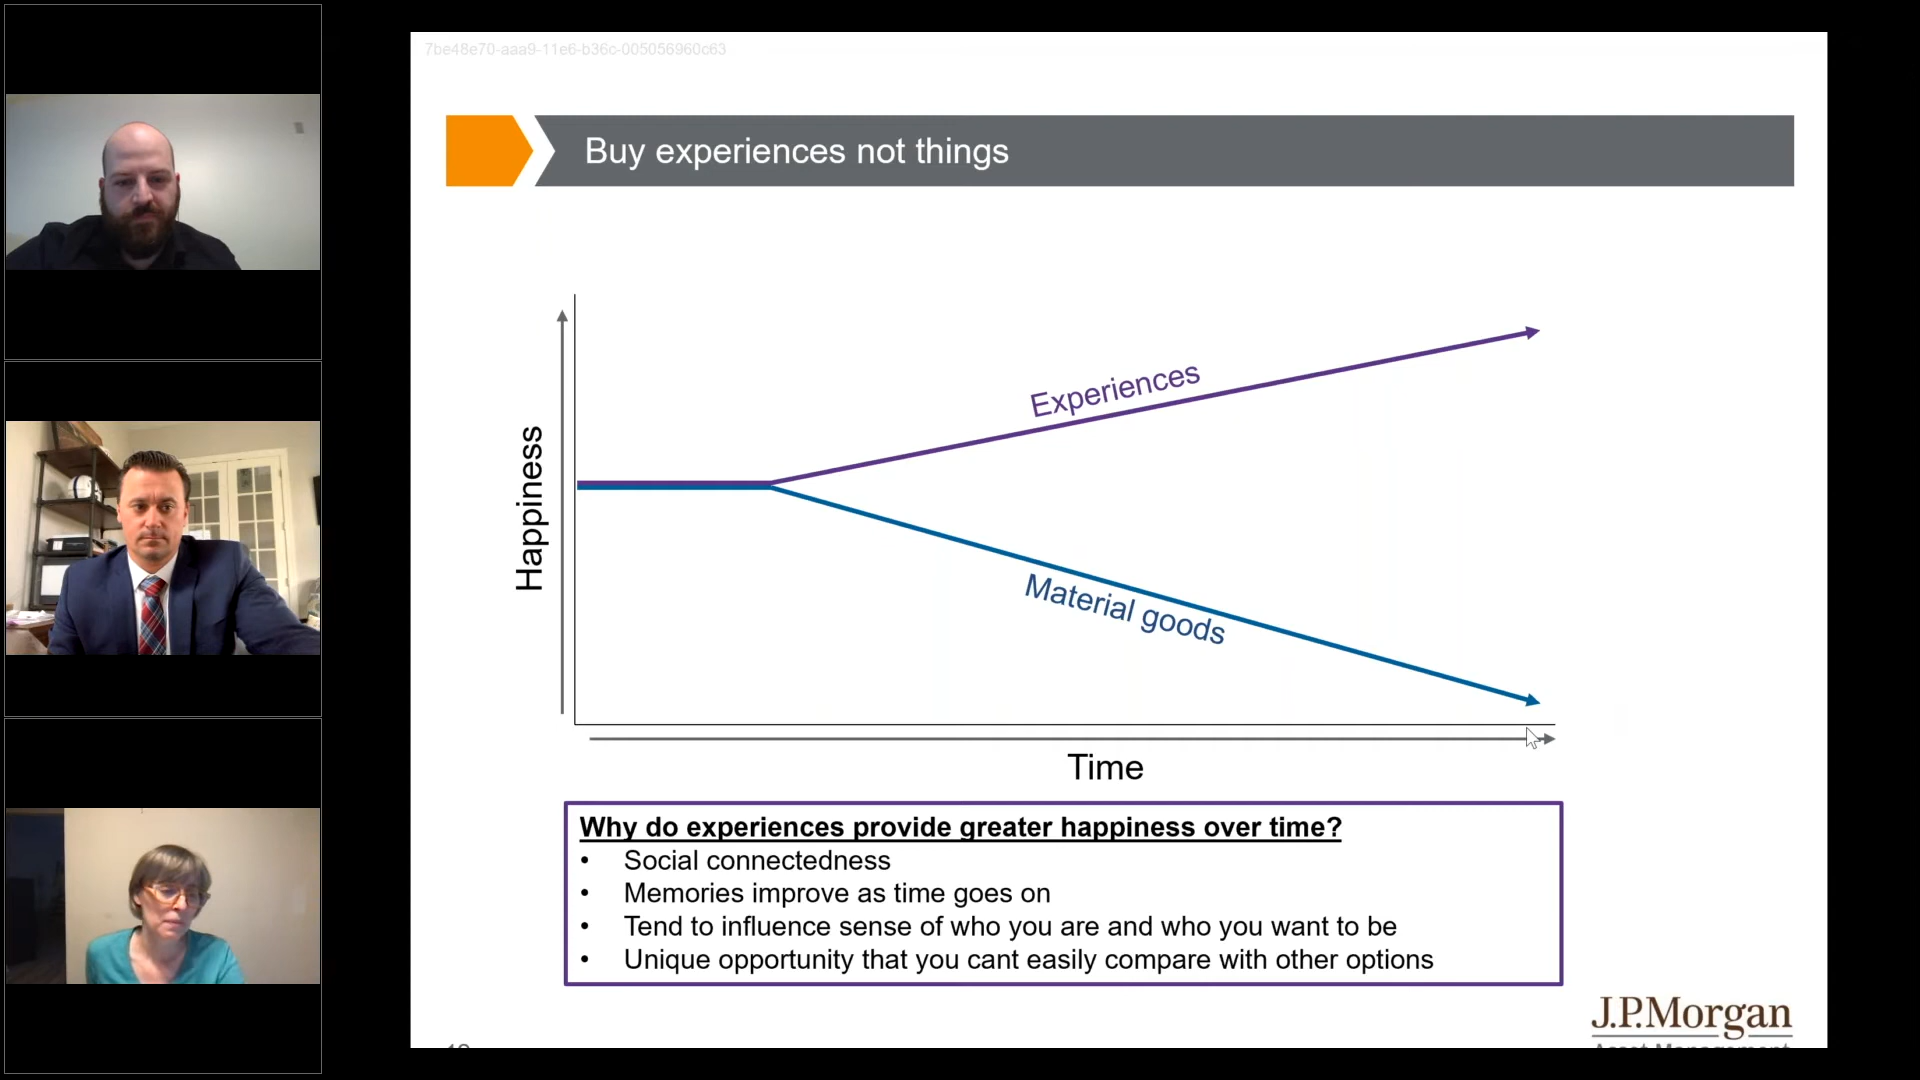 7be48e70-aaa9-11e6-b36c-005056960c63
Buy experiences not things
Happiness
Experiences
Material goods
Time
Why do experiences provide greater happiness over time?
• Social connectedness
• Memories improve as time goes on
• Tend to influence sense of who you are and who you want to be
• Unique opportunity that you cant easily compare with other options
J.P.Morgan
Asset Management